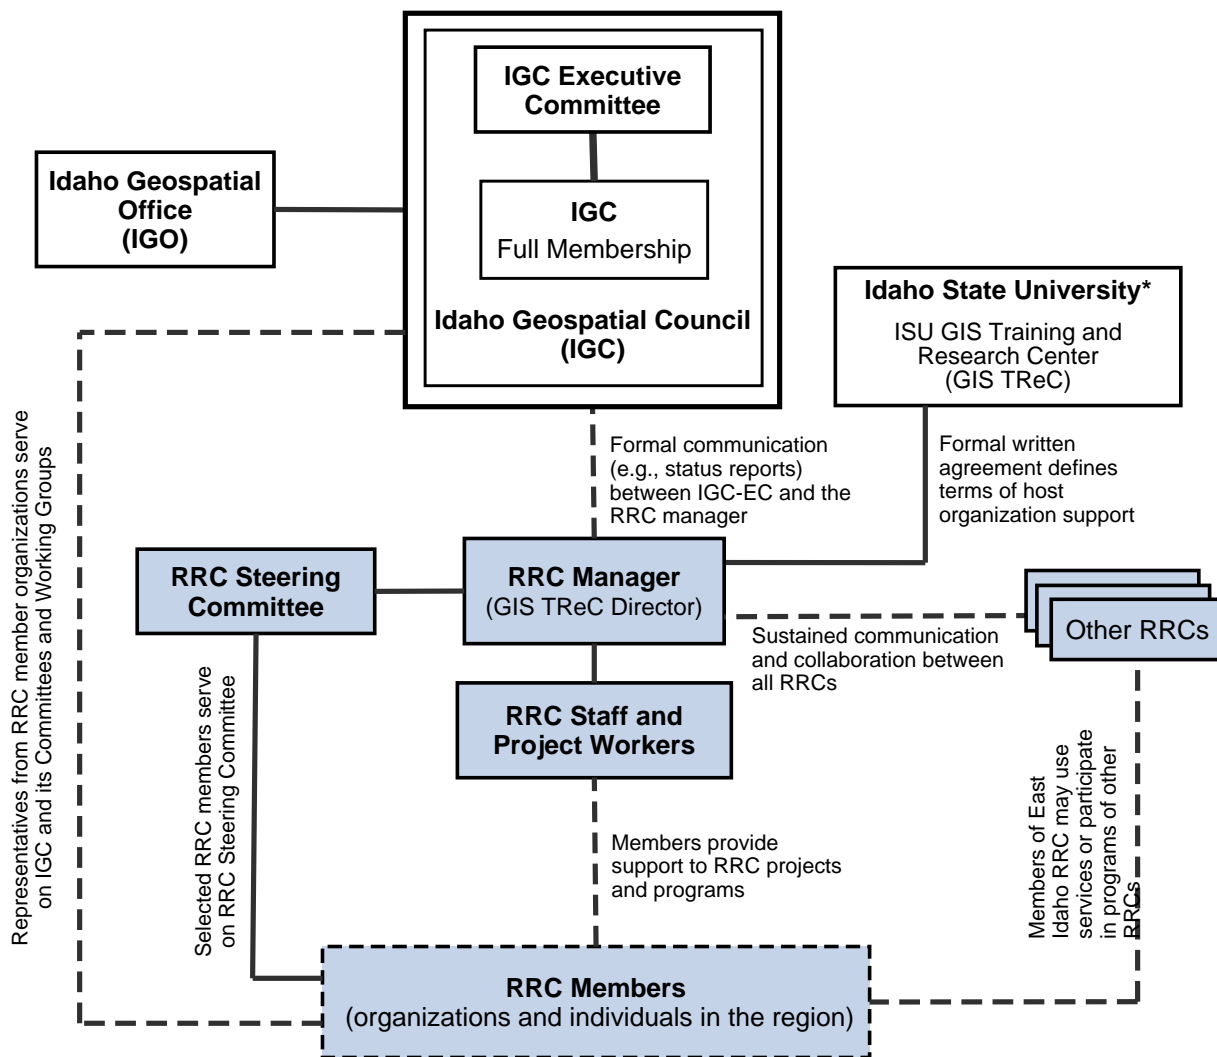 IGC Executive
Committee
Idaho Geospatial
Office
(IGO)
IGC
Full Membership
Idaho Geospatial Council
(IGC)
Idaho State University*
ISU GIS Training and
Research Center
(GIS TReC)
Formal communication
(e.g., status reports)
between IGC-EC and the
RRC manager
Formal written
agreement defines
terms of host
organization support
Representatives from RRC member organizations serve
on IGC and its Committees and Working Groups
RRC Steering
Committee
RRC Manager
(GIS TReC Director)
Other RRCs
Sustained communication
and collaboration between
all RRCs
Selected RRC members serve
on RRC Steering Committee
RRC Staff and
Project Workers
Members of East
Idaho RRC may use
services or participate
in programs of other
RRCs
Members provide
support to RRC projects
and programs
RRC Members
(organizations and individuals in the region)